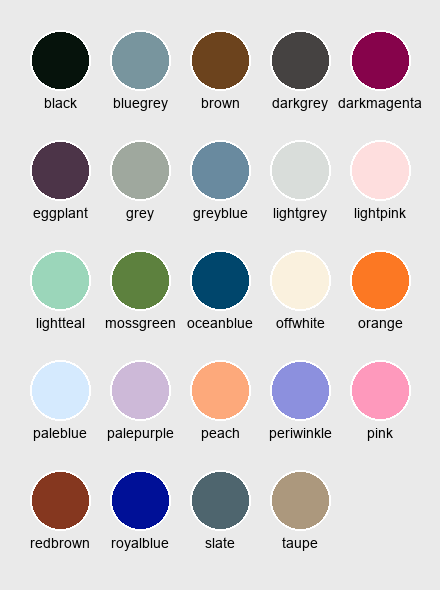 black bluegrey brown darkgrey darkmagenta
eggplant grey greyblue lightgrey lightpink
lightteal mossgreen oceanblue offwhite orange
paleblue palepurple peach periwinkle pink
redbrown royalblue slate taupe